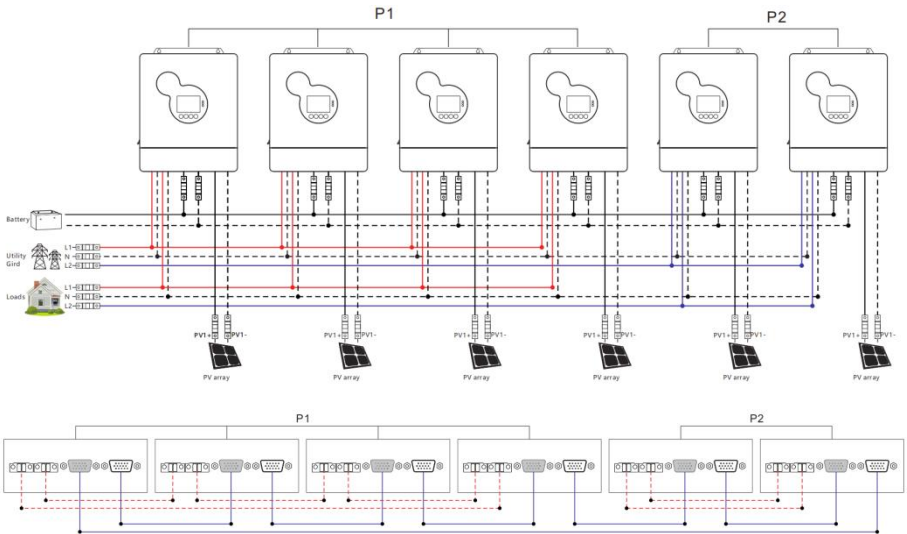 P1
P2
Battery
Utility
Gird
L1
N
L2
Loads
L1
N
L2
PV1+ PV1-
PV1+ PV1-
PV1+ PV1-
PV1+ PV1-
PV1+ PV1-
PV1+ PV1-
PV array
PV array
PV array
PV array
PV array
PV array
P1
P2